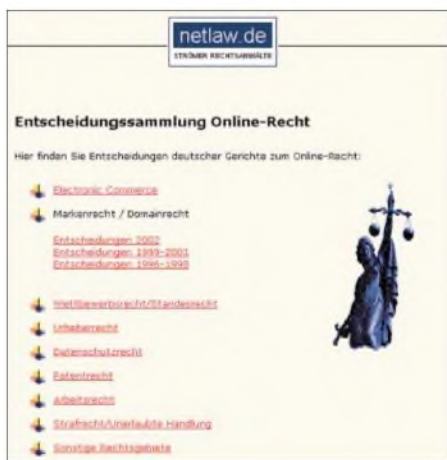 netlaw.de
STRÖMER RECHTSANWÄLTE
Entscheidungssammlung Online-Recht
Hier finden Sie Entscheidungen deutscher Gerichte zum Online-Recht:
Electronic Commerce
Markenrecht / Domainrecht
Entscheidungen 2002
Entscheidungen 1999-2001
Entscheidungen 1996-1998
Wettbewerbsrecht/Standesrecht
Urheberrecht
Datenschutzrecht
Patentrecht
Arbeitsrecht
Strafrecht/Unerlaubte Handlung
Sonstige Rechtsgebiete